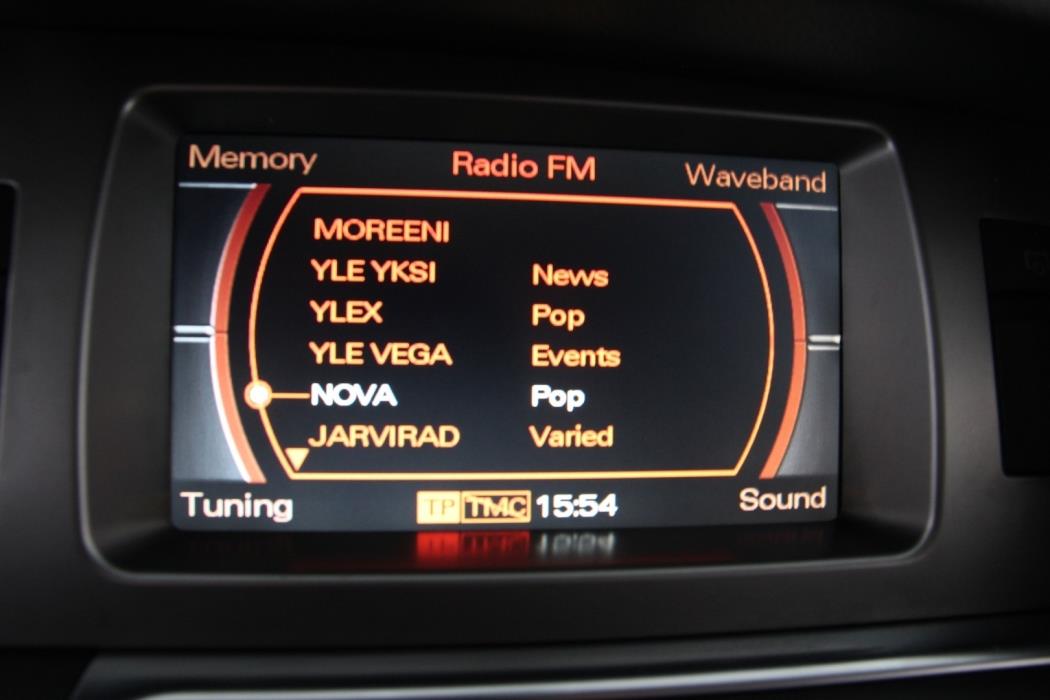 Memory Radio FM Waveband
MOREENI
YLE YKSI News
YLEX Pop
YLE VEGA Events
NOVA Pop
JARVIRAD Varied
Tuning TP TMC 15:54 Sound